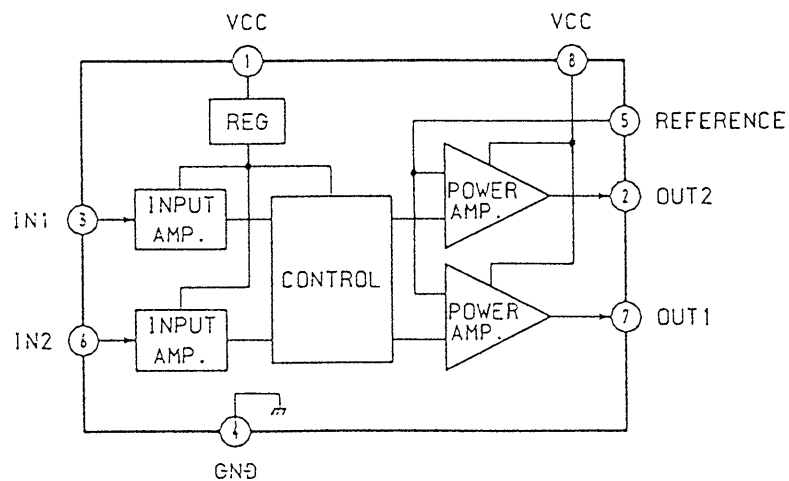 VCC VCC
1 8
REG 5 REFERENCE
POWER
AMP.
IN1 3 INPUT
AMP.
2 OUT2
CONTROL
POWER
AMP.
IN2 6 INPUT
AMP.
7 OUT1
4
GND